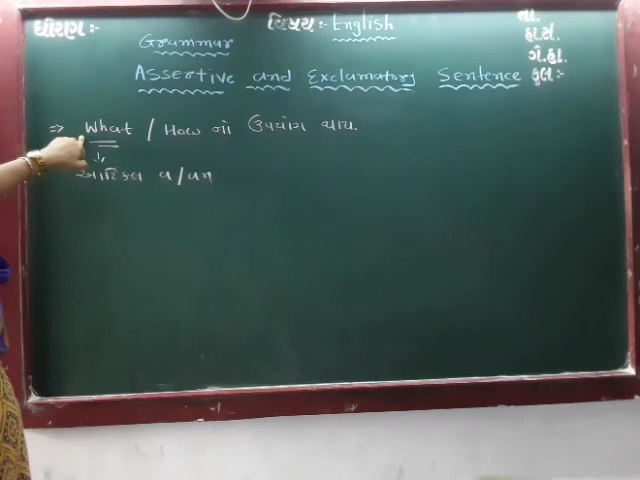 ધોરણ :- વિષય :- English તા.
Grammar હા.સં.
ગે.હા.
Assertive and Exclamatory Sentence કુલ :-
⇒ What / How નો ઉપયોગ થાય.
↓
આર્ટિકલ a / an